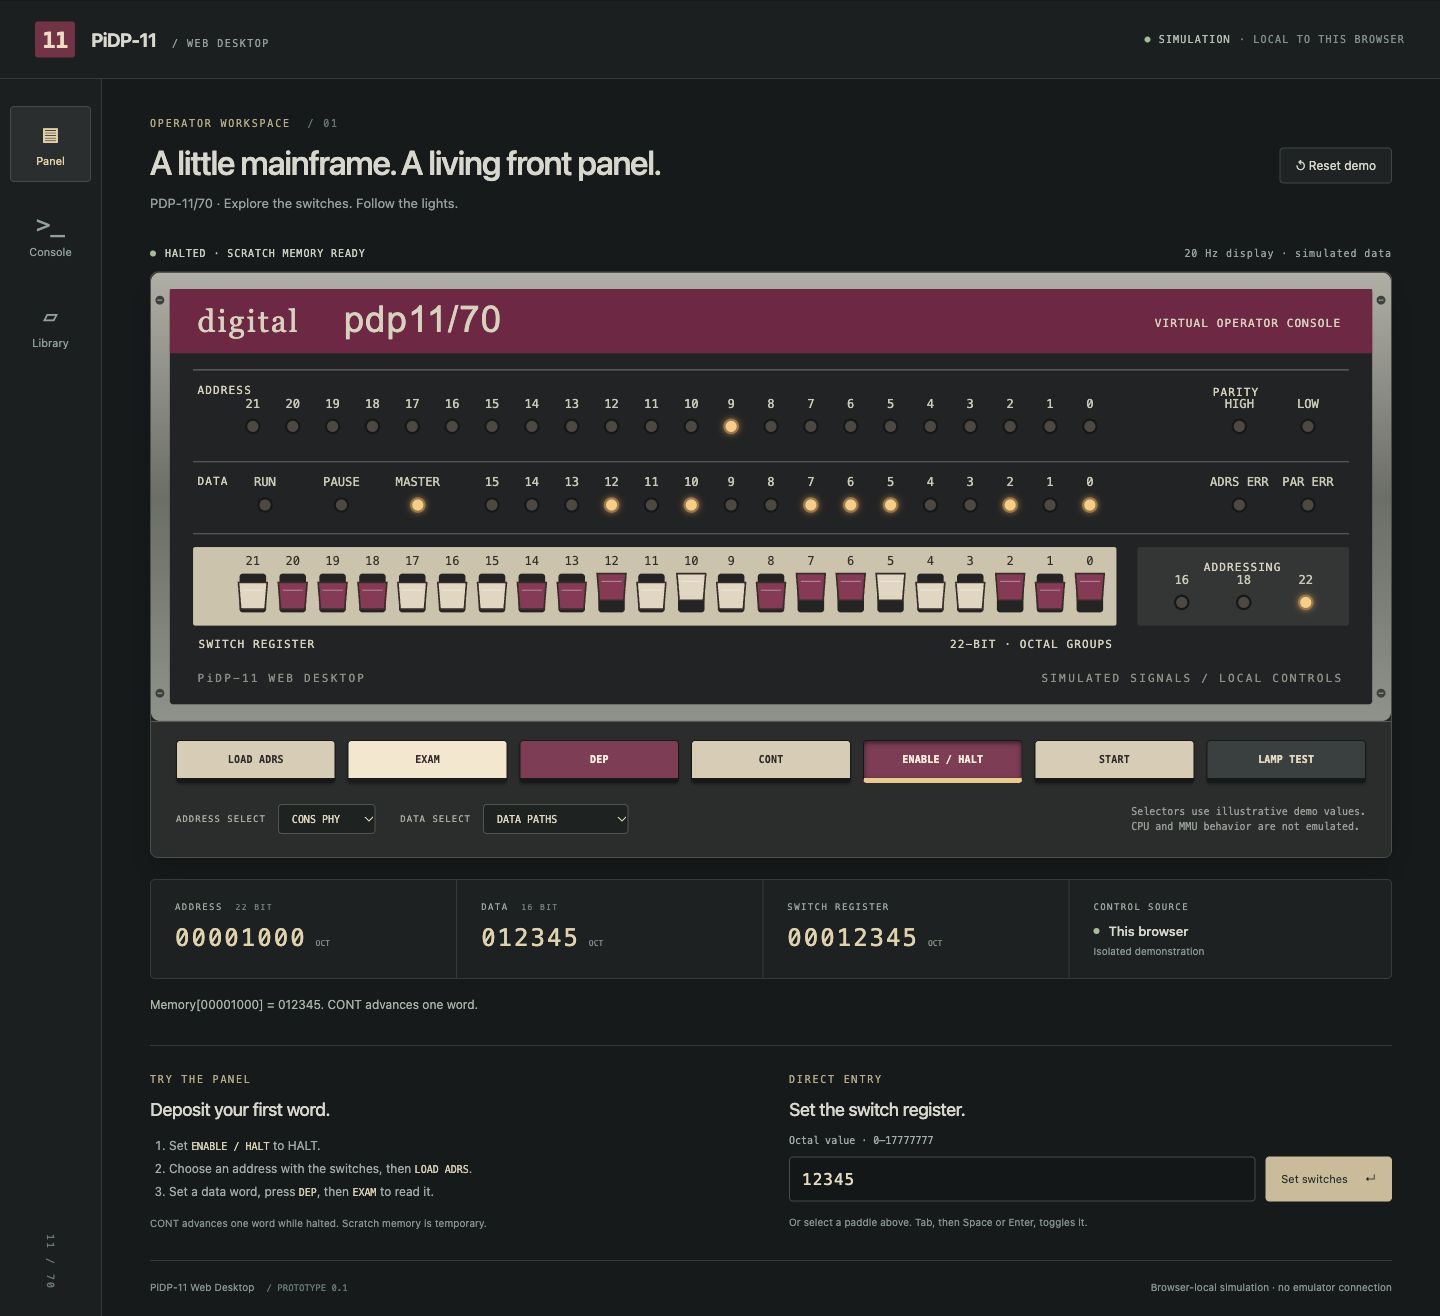 11 PiDP-11 / WEB DESKTOP
SIMULATION · LOCAL TO THIS BROWSER
Panel
>_
Console
Library
11 / 70
OPERATOR WORKSPACE / 01
A little mainframe. A living front panel.
PDP-11/70 · Explore the switches. Follow the lights.
Reset demo
HALTED · SCRATCH MEMORY READY
20 Hz display · simulated data
digital pdp11/70
VIRTUAL OPERATOR CONSOLE
ADDRESS
21 20 19 18 17 16 15 14 13 12 11 10 9 8 7 6 5 4 3 2 1 0
PARITY
HIGH LOW
DATA RUN PAUSE MASTER 15 14 13 12 11 10 9 8 7 6 5 4 3 2 1 0
ADRS ERR PAR ERR
21 20 19 18 17 16 15 14 13 12 11 10 9 8 7 6 5 4 3 2 1 0
ADDRESSING
16 18 22
SWITCH REGISTER
22-BIT · OCTAL GROUPS
PiDP-11 WEB DESKTOP
SIMULATED SIGNALS / LOCAL CONTROLS
LOAD ADRS EXAM DEP CONT ENABLE / HALT START LAMP TEST
ADDRESS SELECT CONS PHY DATA SELECT DATA PATHS
Selectors use illustrative demo values.
CPU and MMU behavior are not emulated.
ADDRESS 22 BIT
00001000 OCT
DATA 16 BIT
012345 OCT
SWITCH REGISTER
00012345 OCT
CONTROL SOURCE
This browser
Isolated demonstration
Memory[00001000] = 012345. CONT advances one word.
TRY THE PANEL
Deposit your first word.
1. Set ENABLE / HALT to HALT.
2. Choose an address with the switches, then LOAD ADRS.
3. Set a data word, press DEP, then EXAM to read it.
CONT advances one word while halted. Scratch memory is temporary.
DIRECT ENTRY
Set the switch register.
Octal value · 0–17777777
12345
Set switches ↵
Or select a paddle above. Tab, then Space or Enter, toggles it.
PiDP-11 Web Desktop / PROTOTYPE 0.1
Browser-local simulation · no emulator connection